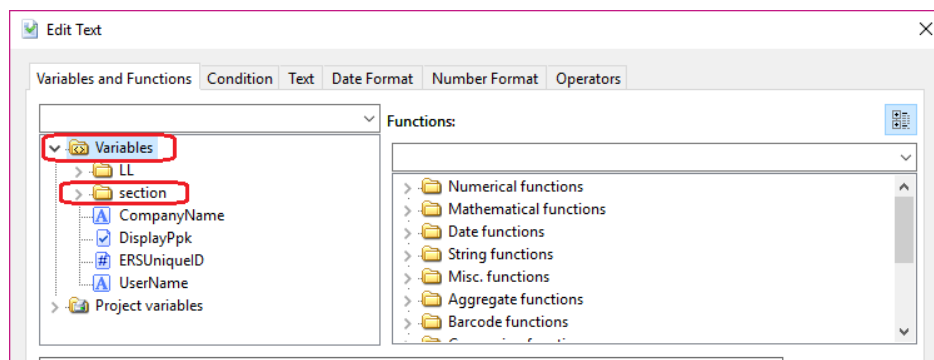 Edit Text
Variables and Functions Condition Text Date Format Number Format Operators
Functions:
Variables
LL
section
CompanyName
DisplayPpk
ERSUniqueID
UserName
Project variables
Numerical functions
Mathematical functions
Date functions
String functions
Misc. functions
Aggregate functions
Barcode functions